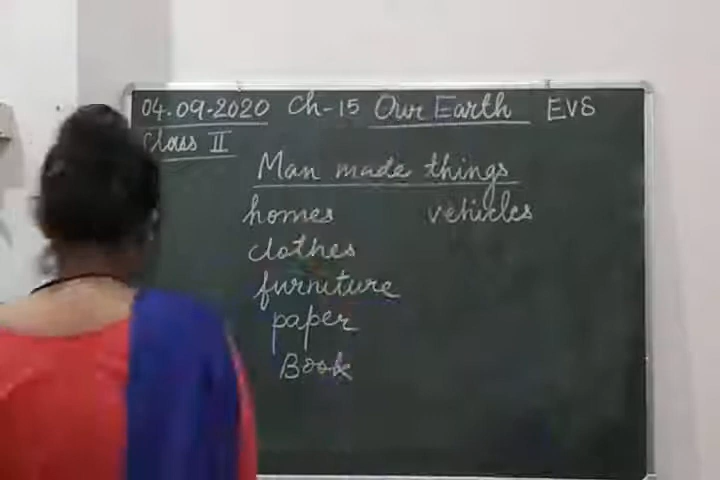 04.09-2020 Ch-15 Our Earth EVS
Class II
Man made things
homes vehicles
clothes
furniture
paper
Book